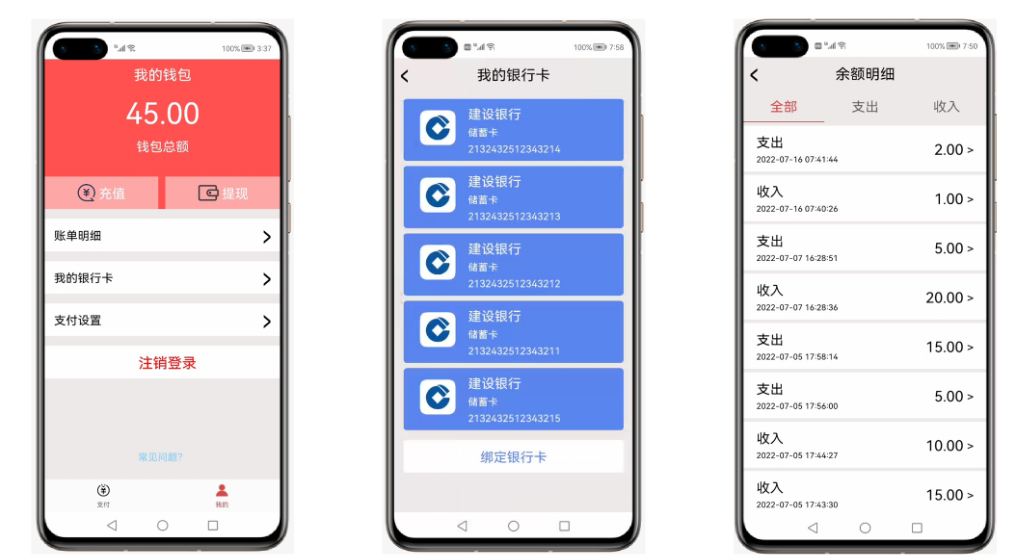 100% 3:37
我的钱包
45.00
钱包总额
充值
提现
账单明细
我的银行卡
支付设置
注销登录
常见问题?
支付
我的
100% 7:58
我的银行卡
建设银行
储蓄卡
2132432512343214
建设银行
储蓄卡
2132432512343213
建设银行
储蓄卡
2132432512343212
建设银行
储蓄卡
2132432512343211
建设银行
储蓄卡
2132432512343215
绑定银行卡
100% 7:50
余额明细
全部 支出 收入
支出
2022-07-16 07:41:44
2.00 >
收入
2022-07-16 07:40:26
1.00 >
支出
2022-07-07 16:28:51
5.00 >
收入
2022-07-07 16:28:36
20.00 >
支出
2022-07-05 17:58:14
15.00 >
支出
2022-07-05 17:56:00
5.00 >
收入
2022-07-05 17:44:27
10.00 >
收入
2022-07-05 17:43:30
15.00 >